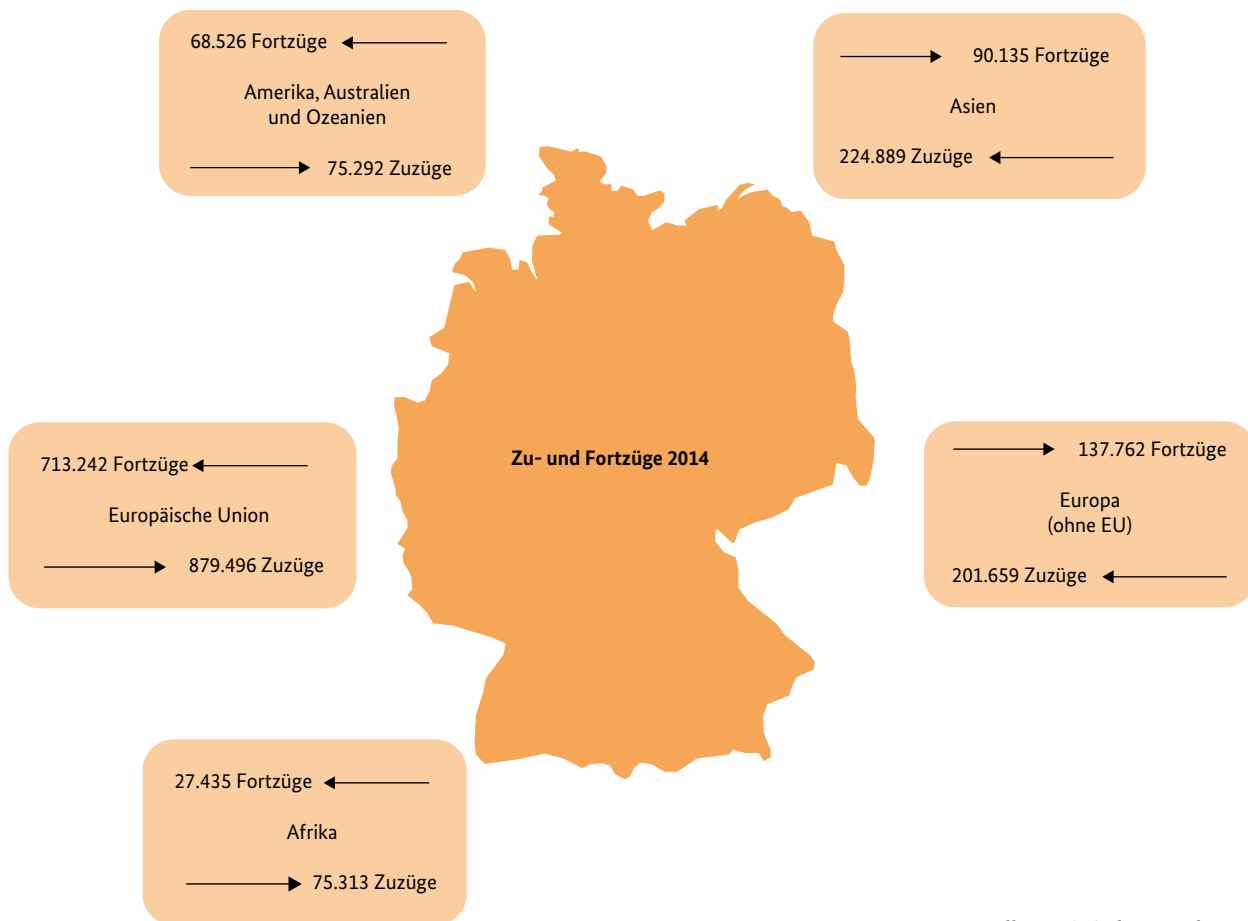 68.526 Fortzüge
Amerika, Australien
und Ozeanien
75.292 Zuzüge
90.135 Fortzüge
Asien
224.889 Zuzüge
713.242 Fortzüge
Europäische Union
879.496 Zuzüge
Zu- und Fortzüge 2014
137.762 Fortzüge
Europa
(ohne EU)
201.659 Zuzüge
27.435 Fortzüge
Afrika
75.313 Zuzüge